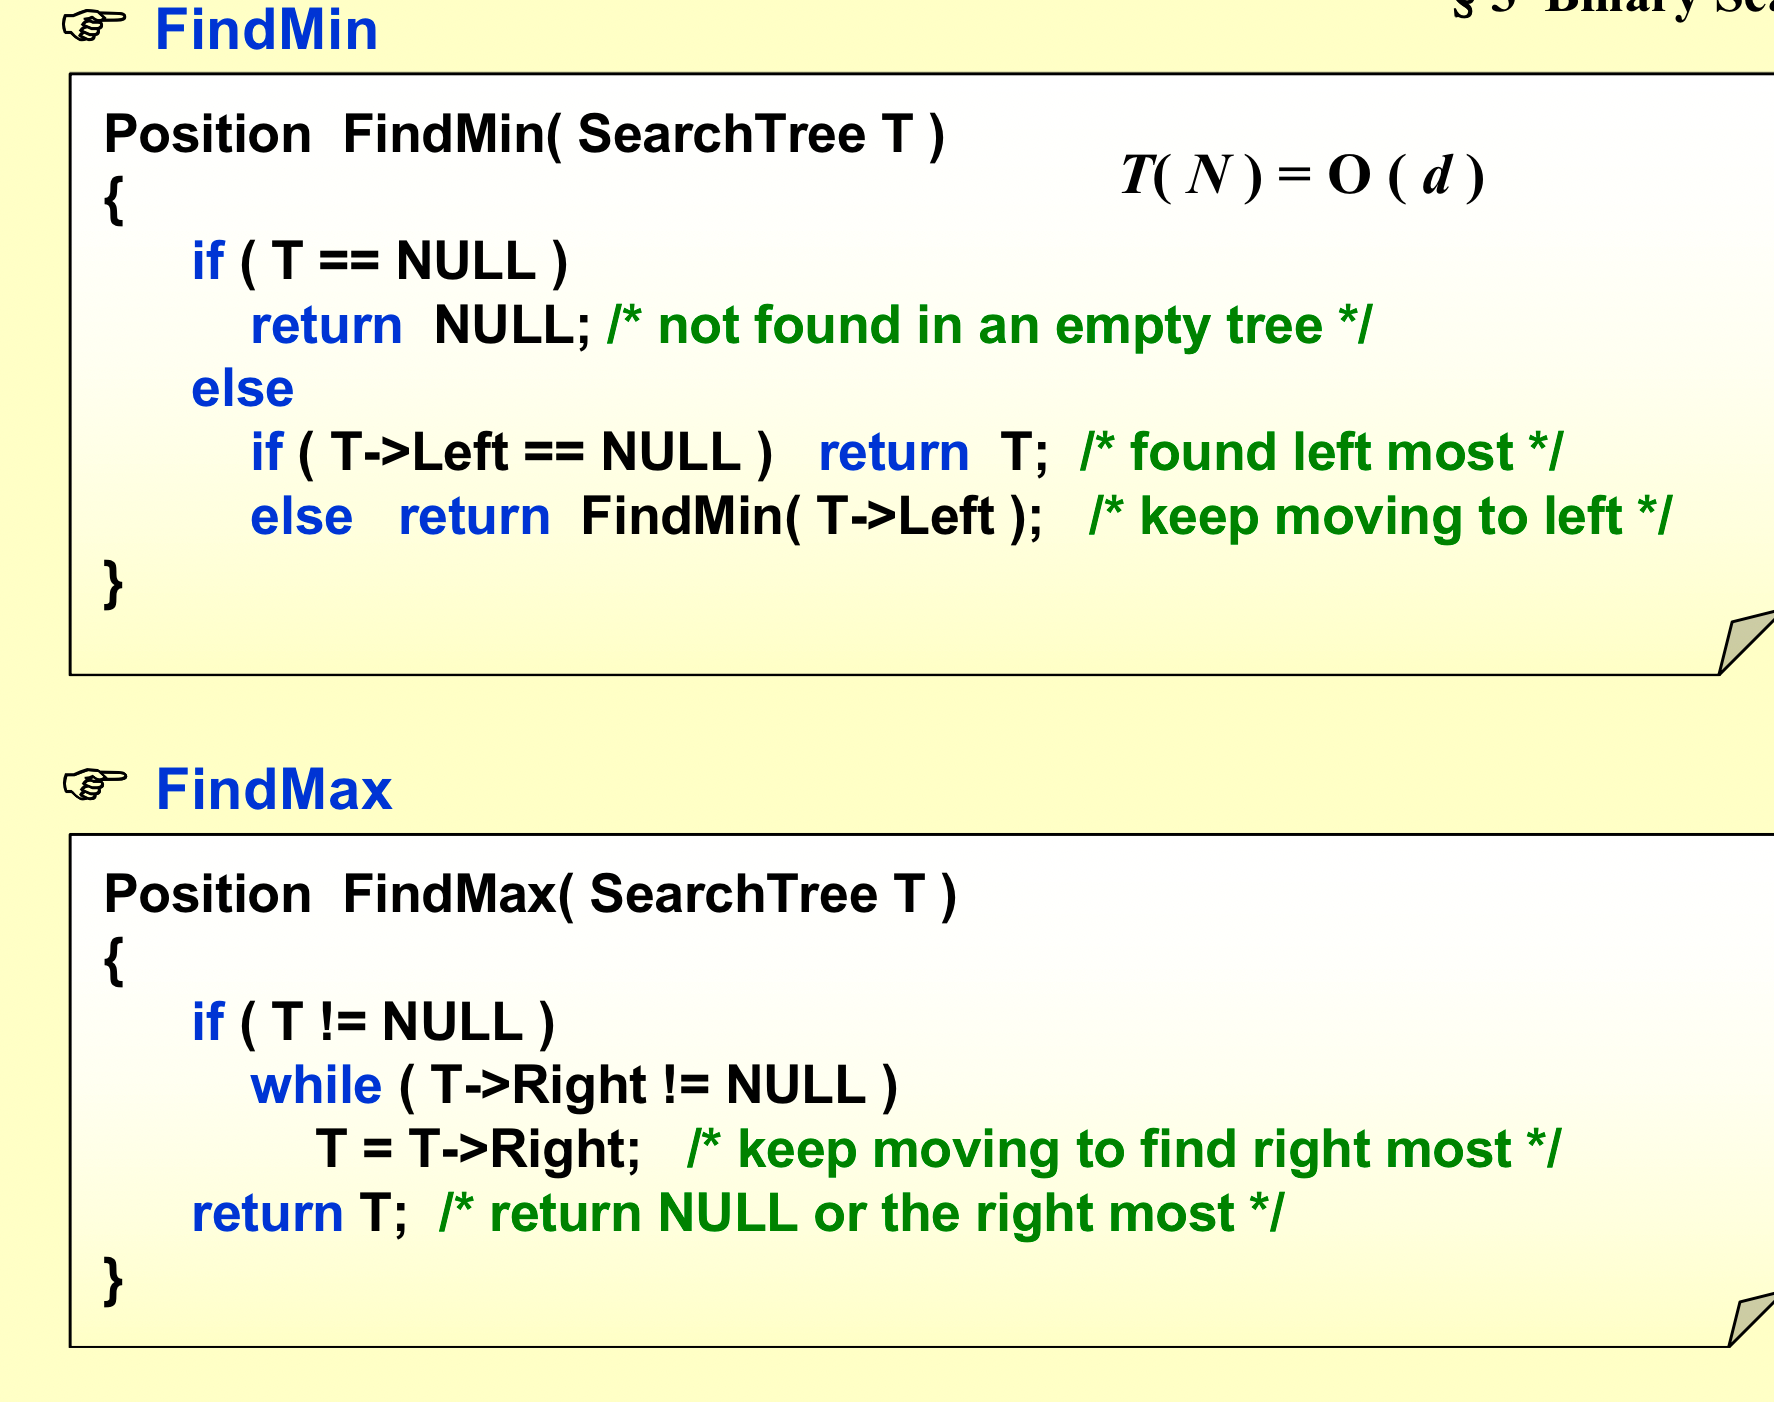 § 3 Binary
FindMin
Position FindMin( SearchTree T )
T( N ) = O ( d )
{
if ( T == NULL )
return NULL; /* not found in an empty tree */
else
if ( T->Left == NULL ) return T; /* found left most */
else return FindMin( T->Left ); /* keep moving to left */
}
FindMax
Position FindMax( SearchTree T )
{
if ( T != NULL )
while ( T->Right != NULL )
T = T->Right; /* keep moving to find right most */
return T; /* return NULL or the right most */
}